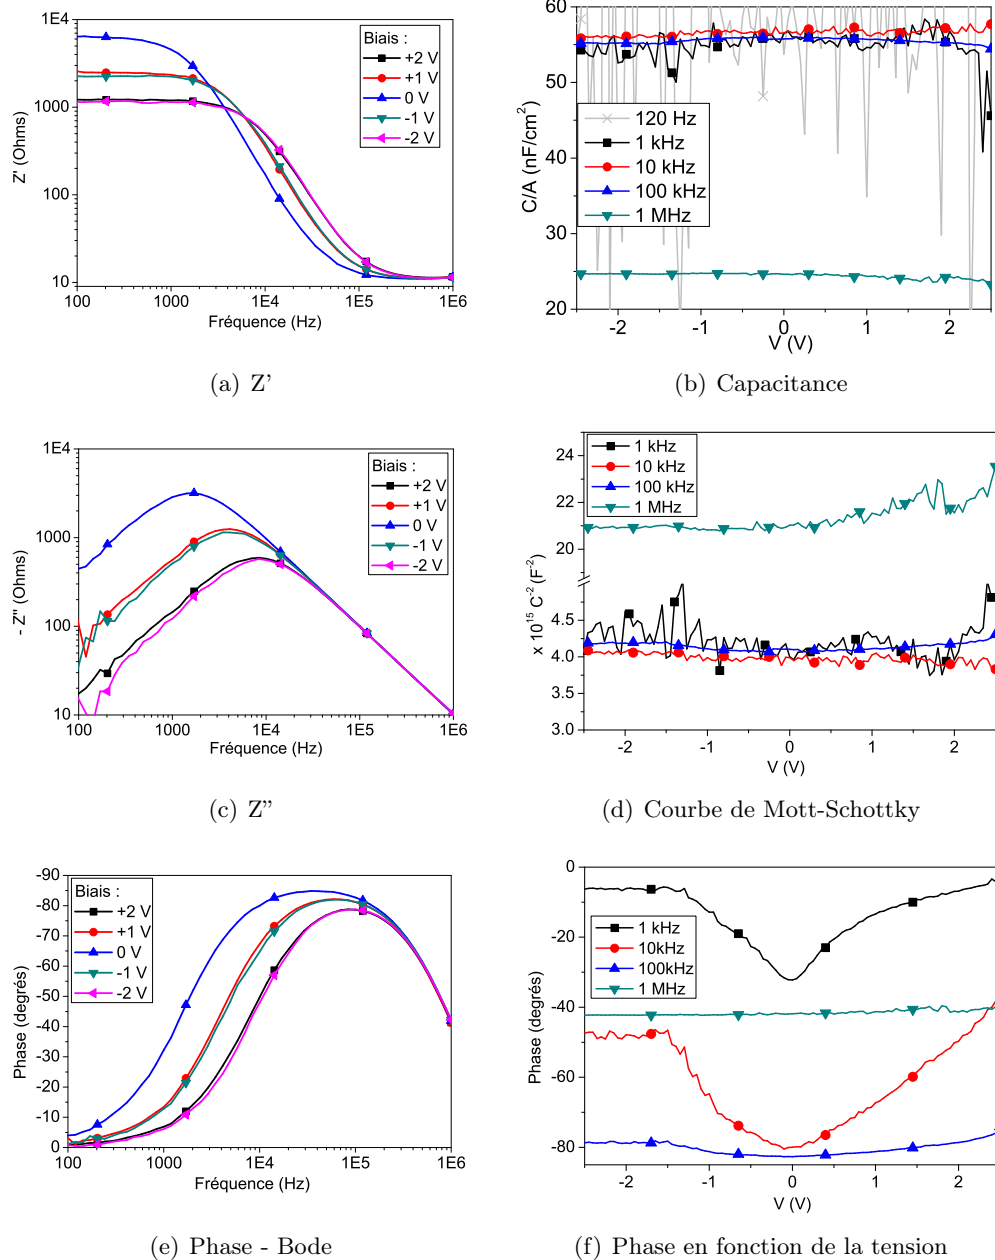 1E4
1000
100
10
Z' (Ohms)
100 1000 1E4 1E5 1E6
Fréquence (Hz)
Biais :
+2 V
+1 V
0 V
-1 V
-2 V
(a) Z'
60
50
40
30
20
C/A (nF/cm²)
-2 -1 0 1 2
V (V)
120 Hz
1 kHz
10 kHz
100 kHz
1 MHz
(b) Capacitance
1E4
1000
100
10
- Z'' (Ohms)
100 1000 1E4 1E5 1E6
Fréquence (Hz)
Biais :
+2 V
+1 V
0 V
-1 V
-2 V
(c) Z”
24
22
20
4.5
4.0
3.5
3.0
x 10¹⁵ C⁻² (F⁻²)
-2 -1 0 1 2
V (V)
1 kHz
10 kHz
100 kHz
1 MHz
(d) Courbe de Mott-Schottky
-90
-80
-70
-60
-50
-40
-30
-20
-10
0
Phase (degrés)
100 1000 1E4 1E5 1E6
Fréquence (Hz)
Biais :
+2 V
+1 V
0 V
-1 V
-2 V
(e) Phase - Bode
0
-20
-40
-60
-80
Phase (degrés)
-2 -1 0 1 2
V (V)
1 kHz
10kHz
100kHz
1 MHz
(f) Phase en fonction de la tension